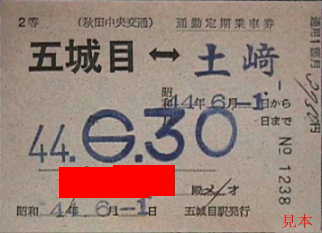 2等 (秋田中央交通) 通勤定期乗車券
五城目 ↔ 土崎
昭和44年6月-1日から
44.6.30 日まで
殿 才
昭和44年6月-1日 五城目駅発行
通用1箇月
No 1238
見本